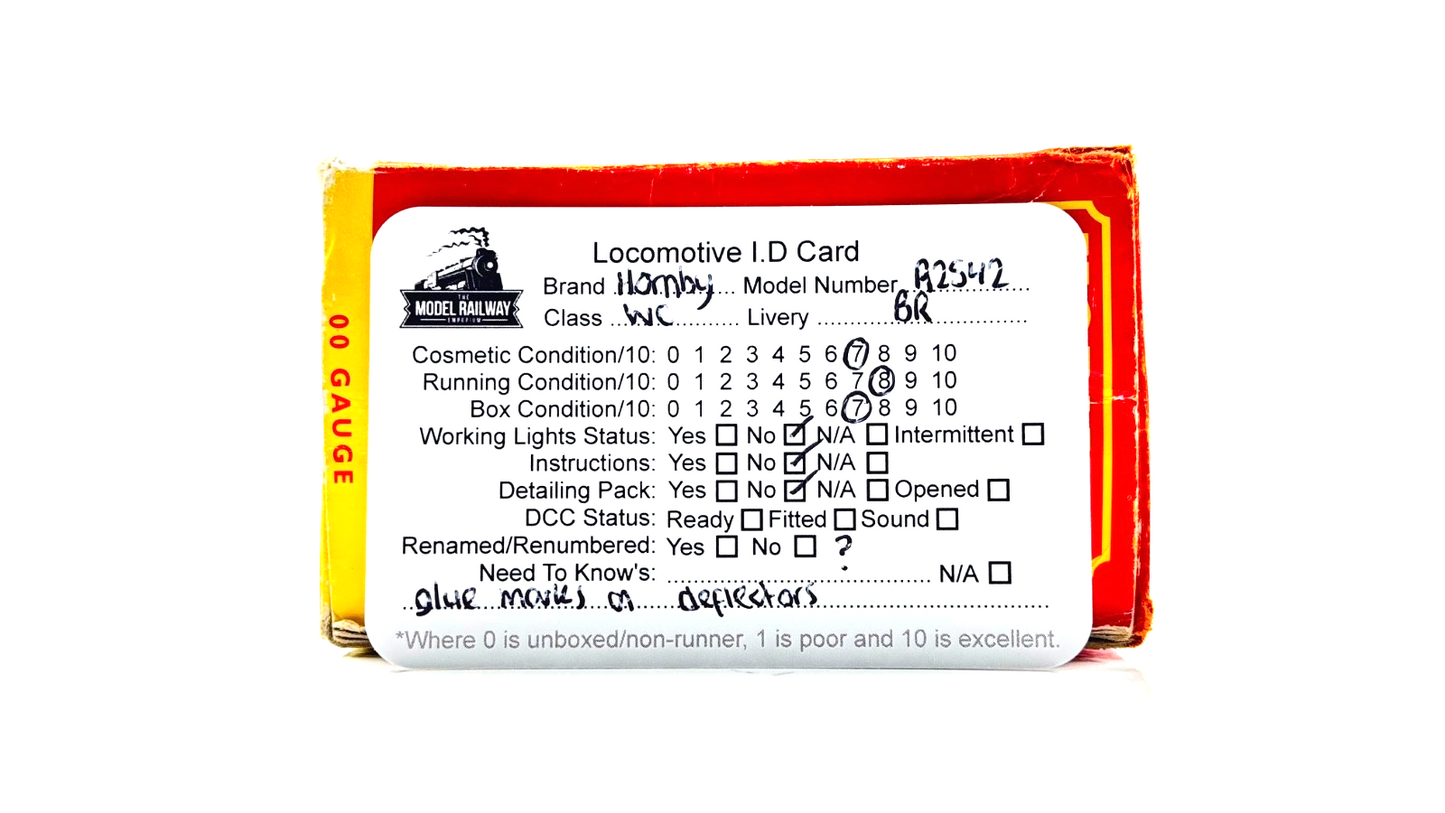 Locomotive I.D Card
THE
MODEL RAILWAY
EMPORIUM
Brand Hornby Model Number R2542
Class WC Livery BR
Cosmetic Condition/10: 0 1 2 3 4 5 6 7 8 9 10
Running Condition/10: 0 1 2 3 4 5 6 7 8 9 10
Box Condition/10: 0 1 2 3 4 5 6 7 8 9 10
Working Lights Status: Yes No N/A Intermittent
Instructions: Yes No N/A
Detailing Pack: Yes No N/A Opened
DCC Status: Ready Fitted Sound
Renamed/Renumbered: Yes No ?
Need To Know's: N/A
glue marks on deflectors
*Where 0 is unboxed/non-runner, 1 is poor and 10 is excellent.
00 GAUGE